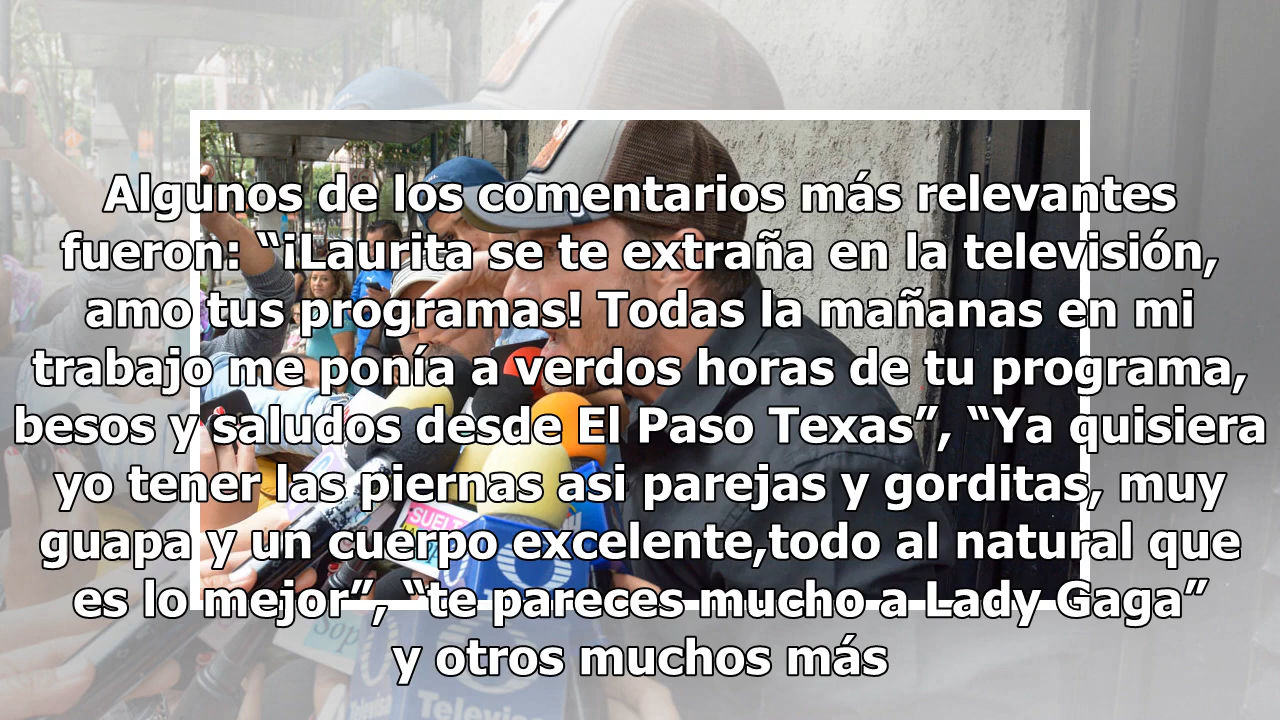 Algunos de los comentarios más relevantes
fueron: “¡Laurita se te extraña en la televisión,
amo tus programas! Todas la mañanas en mi
trabajo me ponía a verdos horas de tu programa,
besos y saludos desde El Paso Texas”, “Ya quisiera
yo tener las piernas asi parejas y gorditas, muy
guapa y un cuerpo excelente,todo al natural que
es lo mejor”, “te pareces mucho a Lady Gaga”
y otros muchos más
SUELT
Televisa
Televis